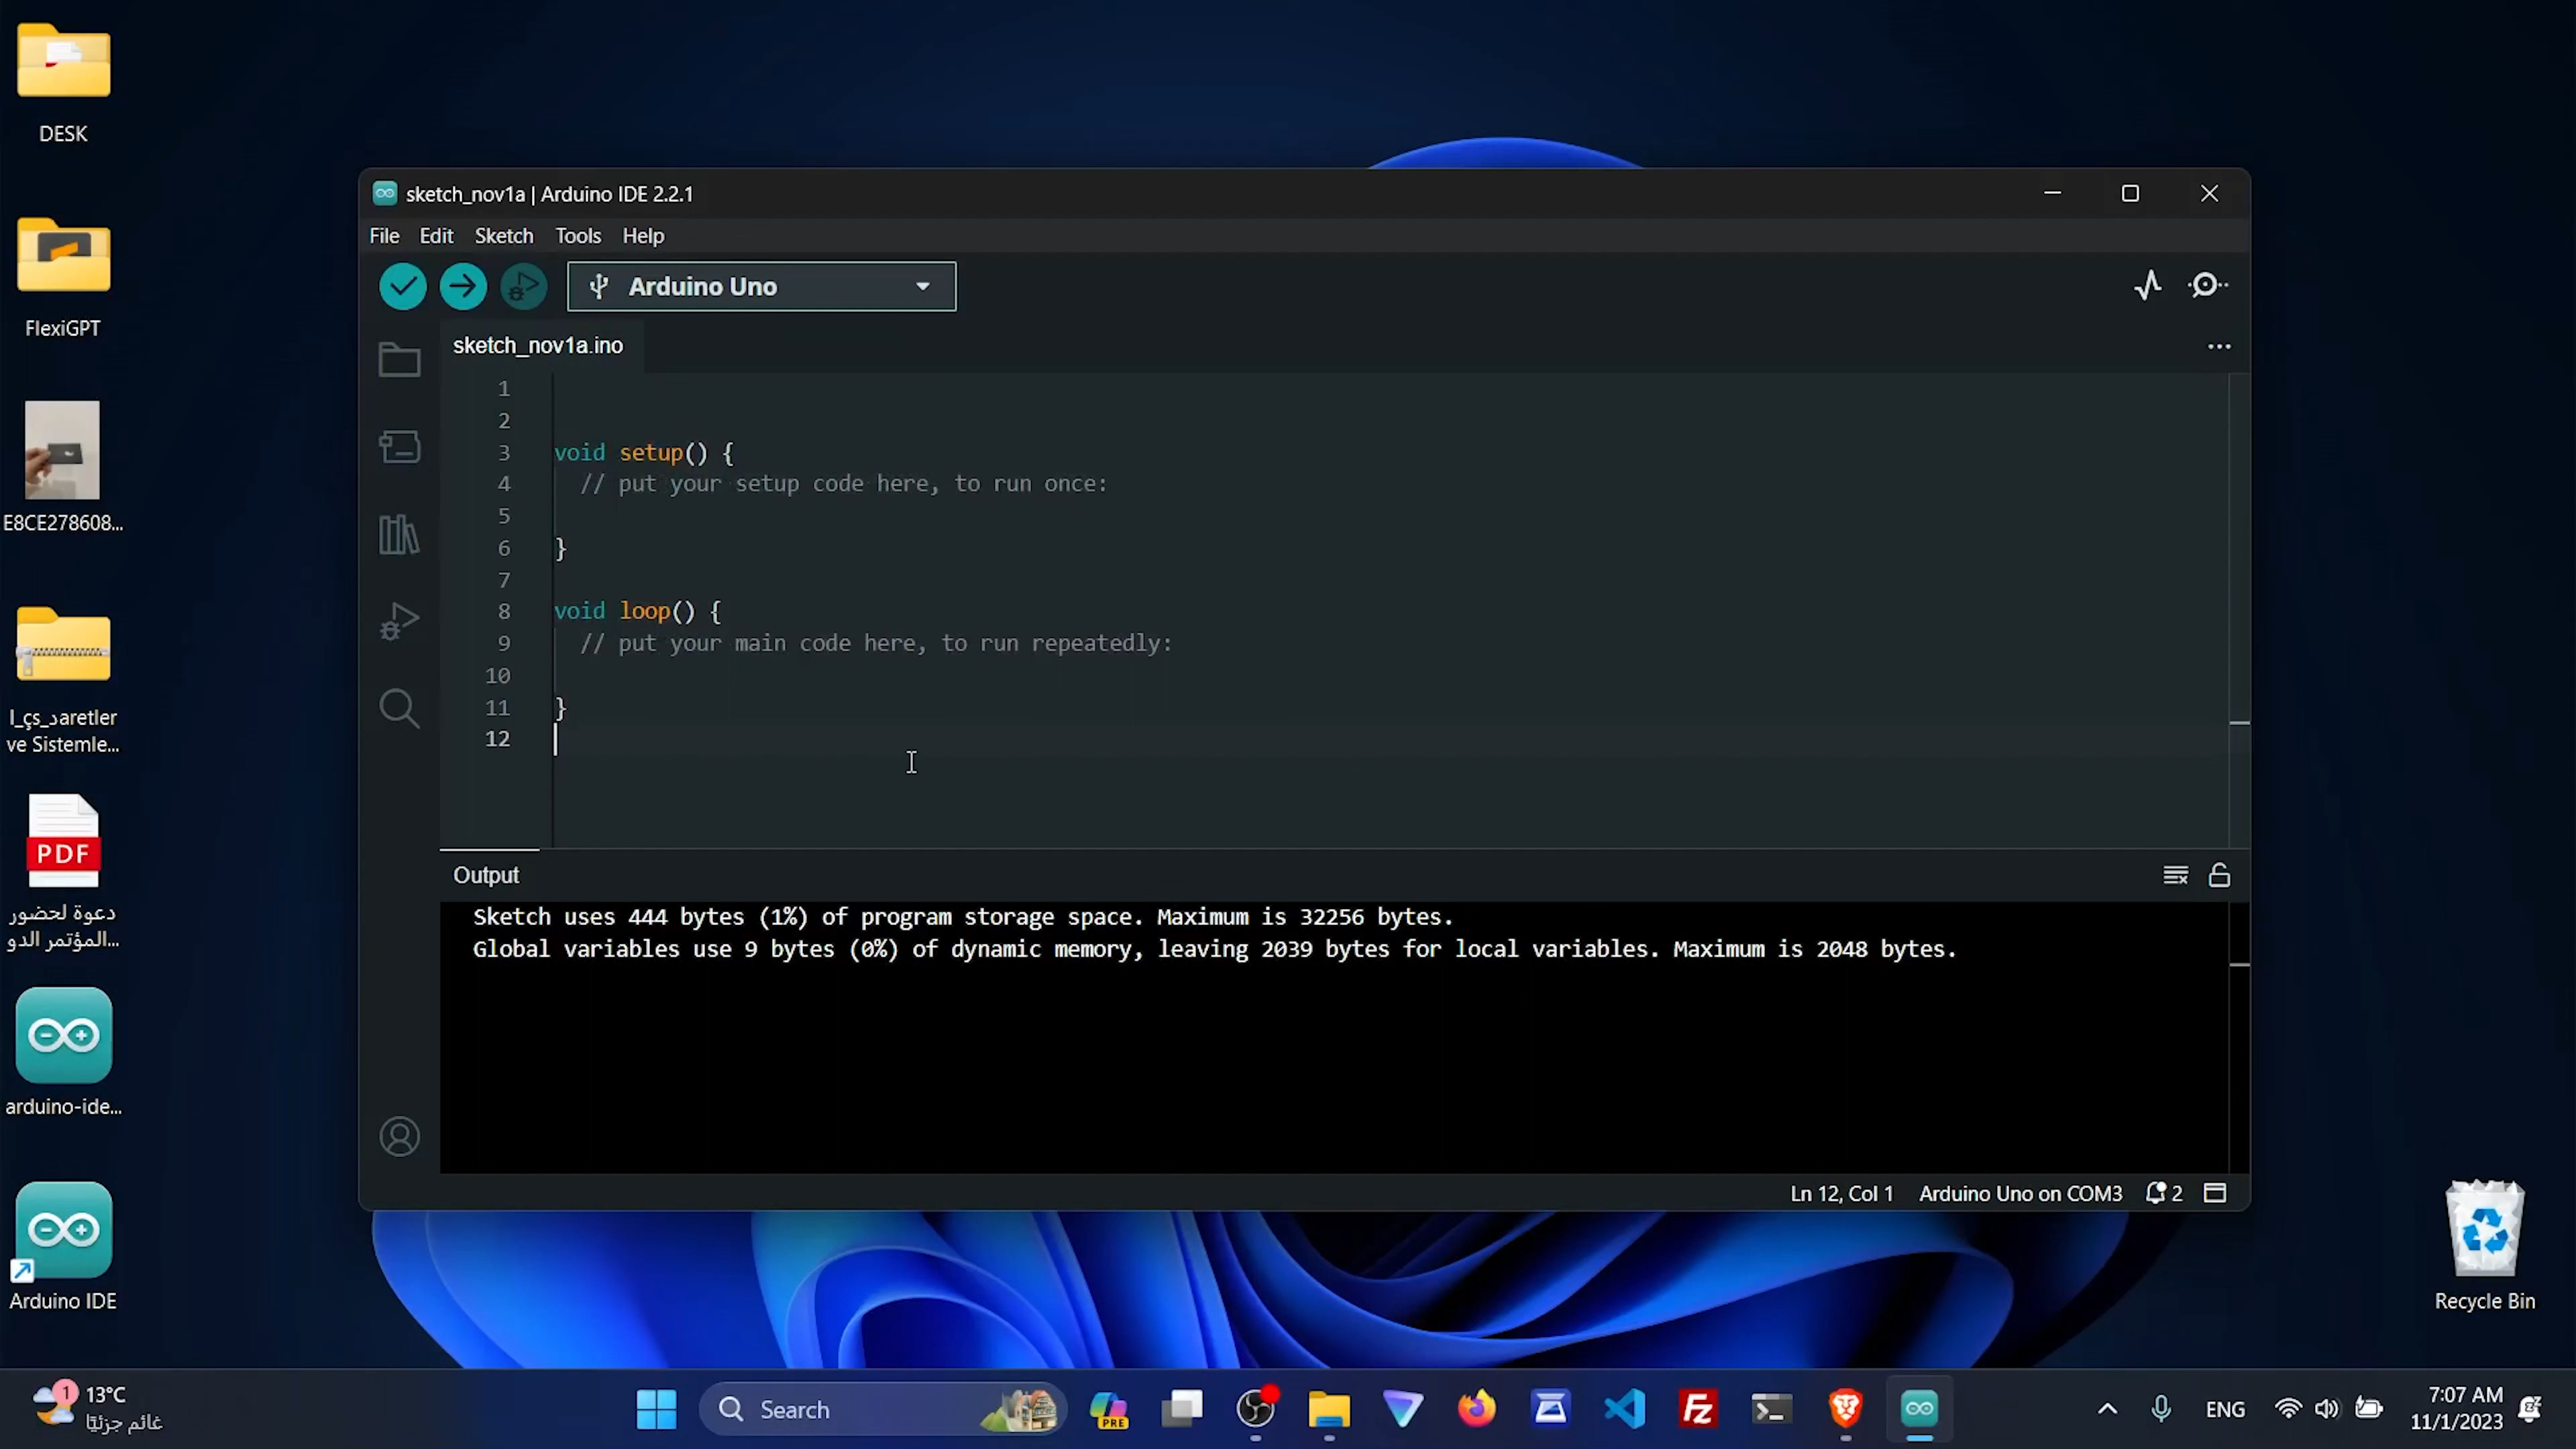 DESK
FlexiGPT
E8CE278608...
ve Sistemle...
PDF
دعوة لحضور
المؤتمر الدو...
arduino-ide...
Arduino IDE
sketch_nov1a | Arduino IDE 2.2.1
File Edit Sketch Tools Help
Arduino Uno
sketch_nov1a.ino
...
1
2
3 void setup() {
4 // put your setup code here, to run once:
5
6 }
7
8 void loop() {
9 // put your main code here, to run repeatedly:
10
11 }
12
Output
Sketch uses 444 bytes (1%) of program storage space. Maximum is 32256 bytes.
Global variables use 9 bytes (0%) of dynamic memory, leaving 2039 bytes for local variables. Maximum is 2048 bytes.
Ln 12, Col 1 Arduino Uno on COM3 2
Recycle Bin
1 13°C
غائم جزئيًا
Search
PRE
Fz
ENG
7:07 AM
11/1/2023